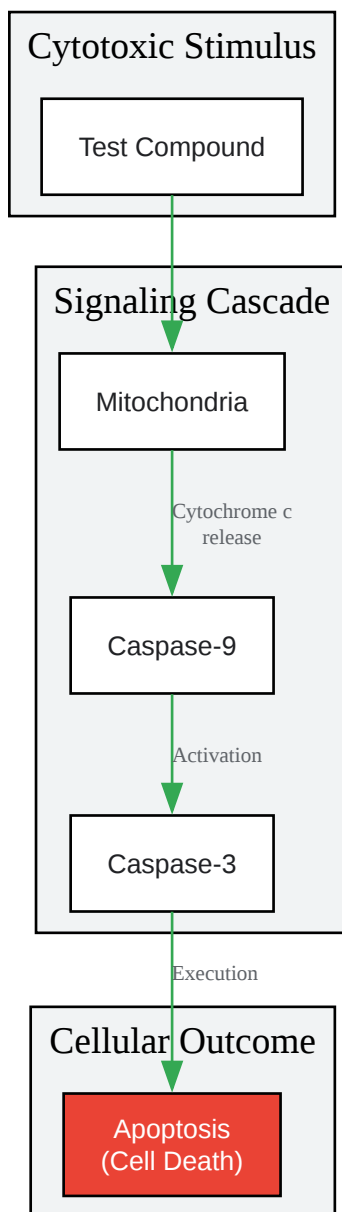 Cytotoxic Stimulus
Test Compound
Signaling Cascade
Mitochondria
Cytochrome c
release
Caspase-9
Activation
Caspase-3
Execution
Cellular Outcome
Apoptosis
(Cell Death)